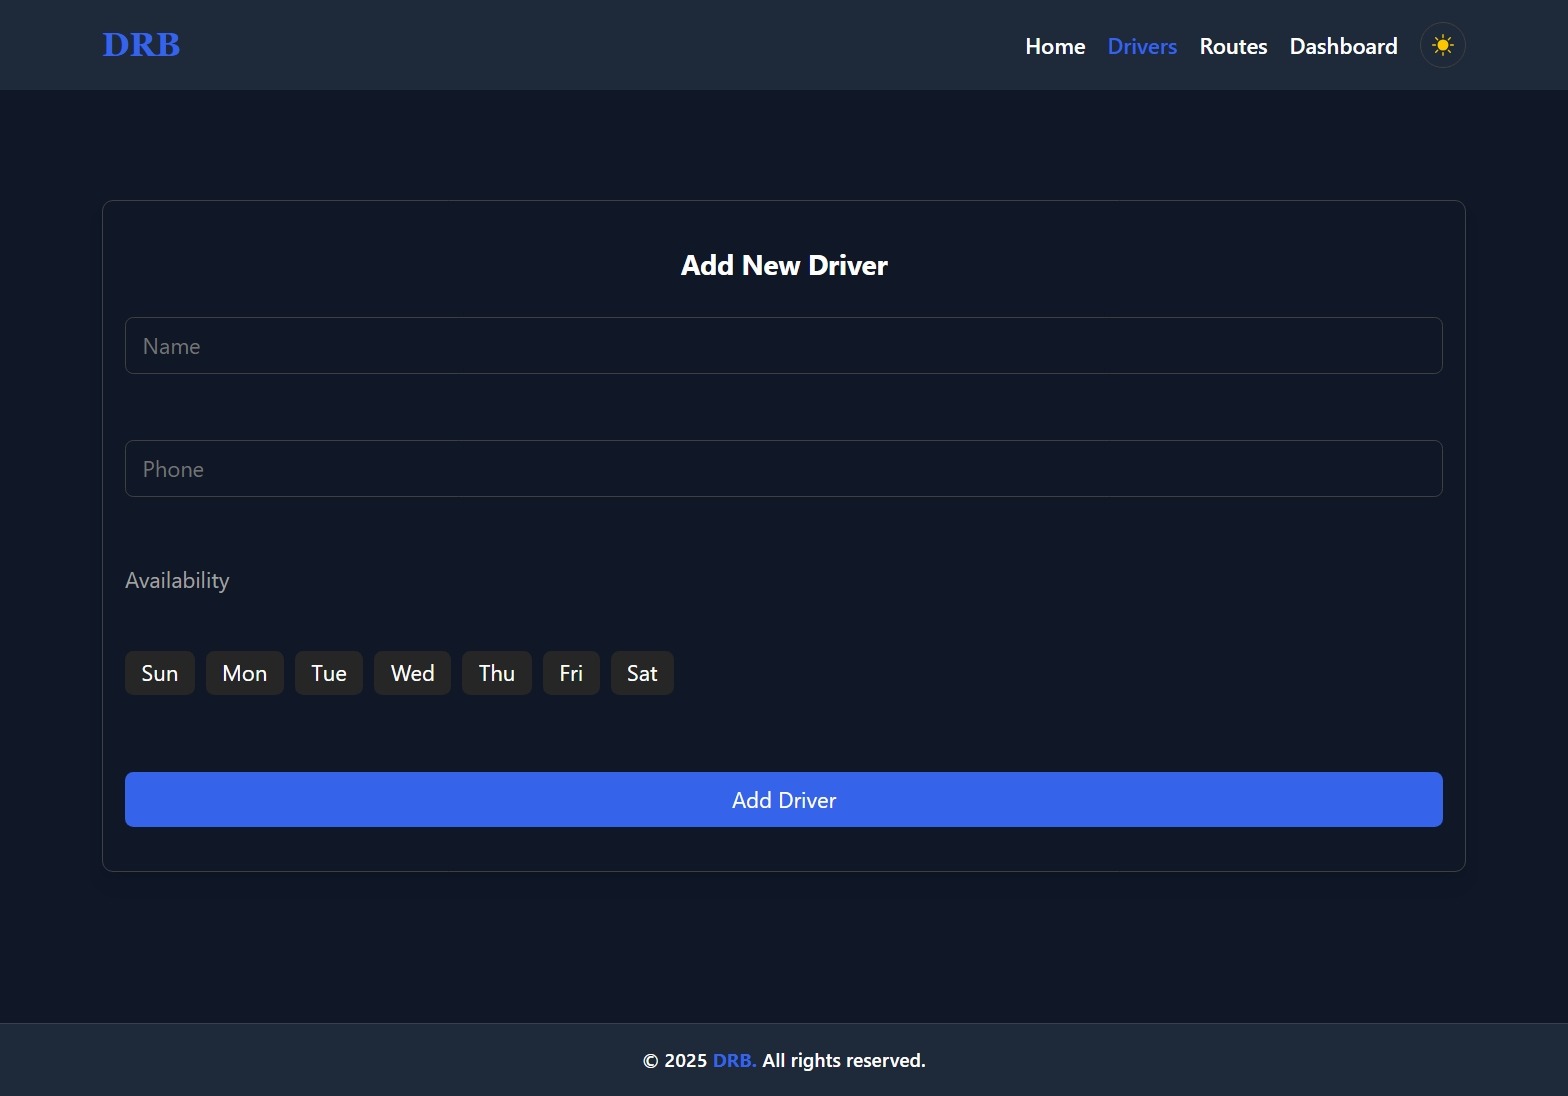 DRB
Home Drivers Routes Dashboard
Add New Driver
Name
Phone
Availability
Sun Mon Tue Wed Thu Fri Sat
Add Driver
© 2025 DRB. All rights reserved.